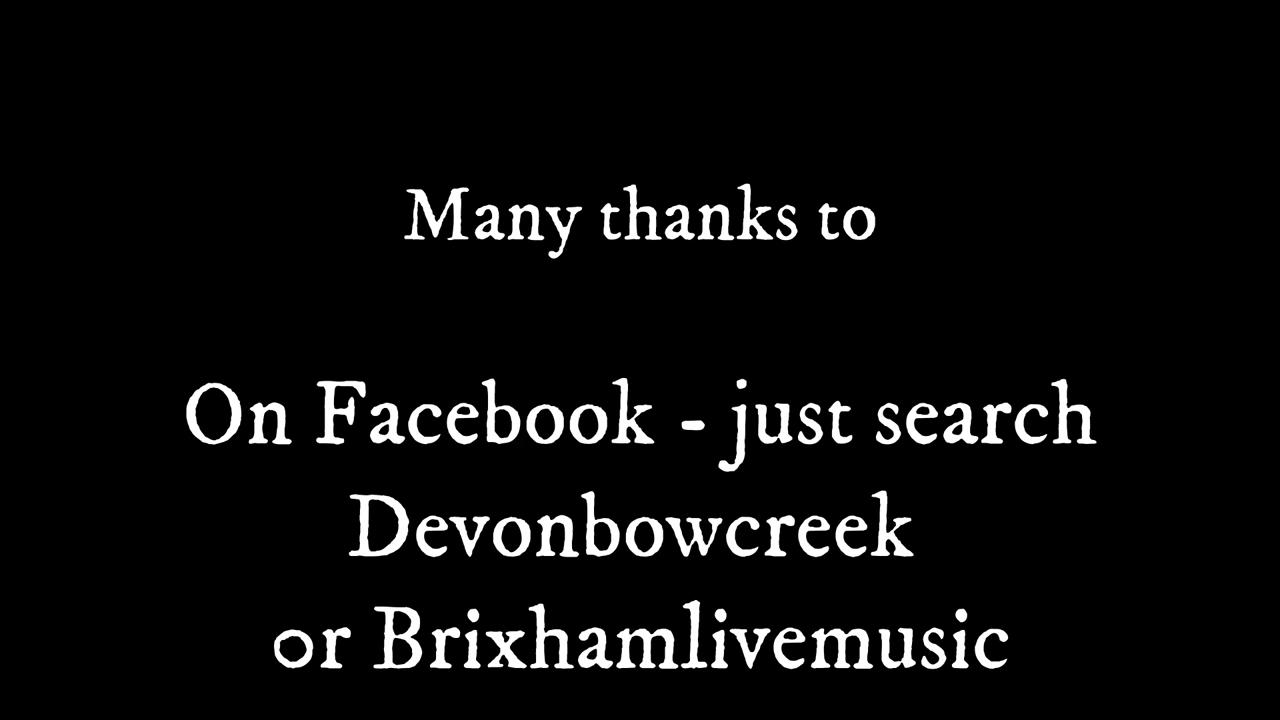 Many thanks to
On Facebook - just search
Devonbowcreek
or Brixhamlivemusic